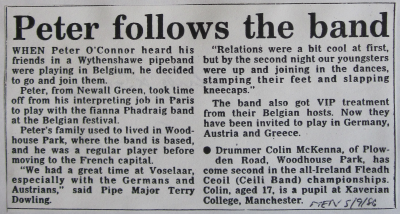 Peter follows the band
WHEN Peter O'Connor heard his
friends in a Wythenshawe pipeband
were playing in Belgium, he decided
to go and join them.
Peter, from Newall Green, took time
off from his interpreting job in Paris
to play with the fianna Phadraig band
at the Belgian festival.
Peter's family used to lived in Wood-
house Park, where the band is based,
and he was a regular player before
moving to the French capital.
"We had a great time at Voselaar,
especially with the Germans and
Austrians," said Pipe Major Terry
Dowling.
"Relations were a bit cool at first,
but by the second night our youngsters
were up and joining in the dances,
stamping their feet and slapping
kneecaps."
The band also got VIP treatment
from their Belgian hosts. Now they
have been invited to play in Germany,
Austria and Greece.
● Drummer Colin McKenna, of Plow-
den Road, Woodhouse Park, has
come second in the all-Ireland Fleadh
Ceoil (Ceili Band) championships.
Colin, aged 17, is a pupil at Xaverian
College, Manchester.
MEN 5/9/86